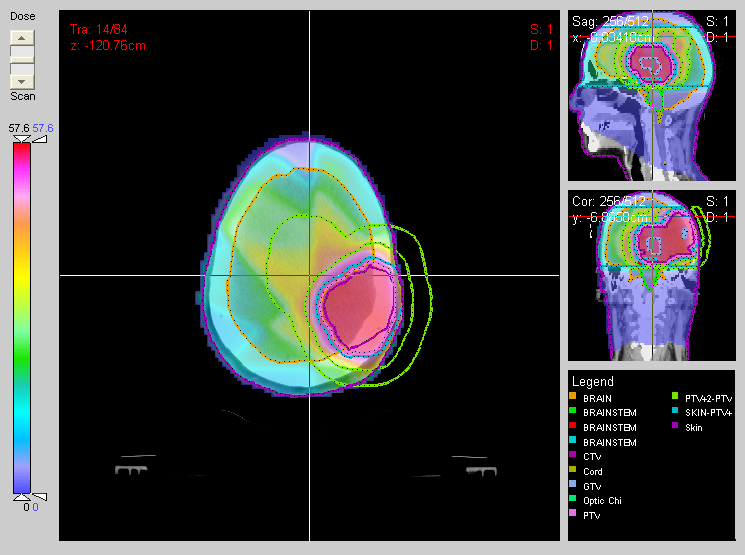 Dose
Scan
57.6 57.6
0 0
Tra: 14/84
z: -120.76cm
S: 1
D: 1
Sag: 256/512
S: 1
D: 1
Cor: 256/512
S: 1
D: 1
Legend
BRAIN
BRAINSTEM
BRAINSTEM
BRAINSTEM
CTV
Cord
GTV
Optic Chi
PTV
PTV+2-PTV
SKIN-PTV+
Skin